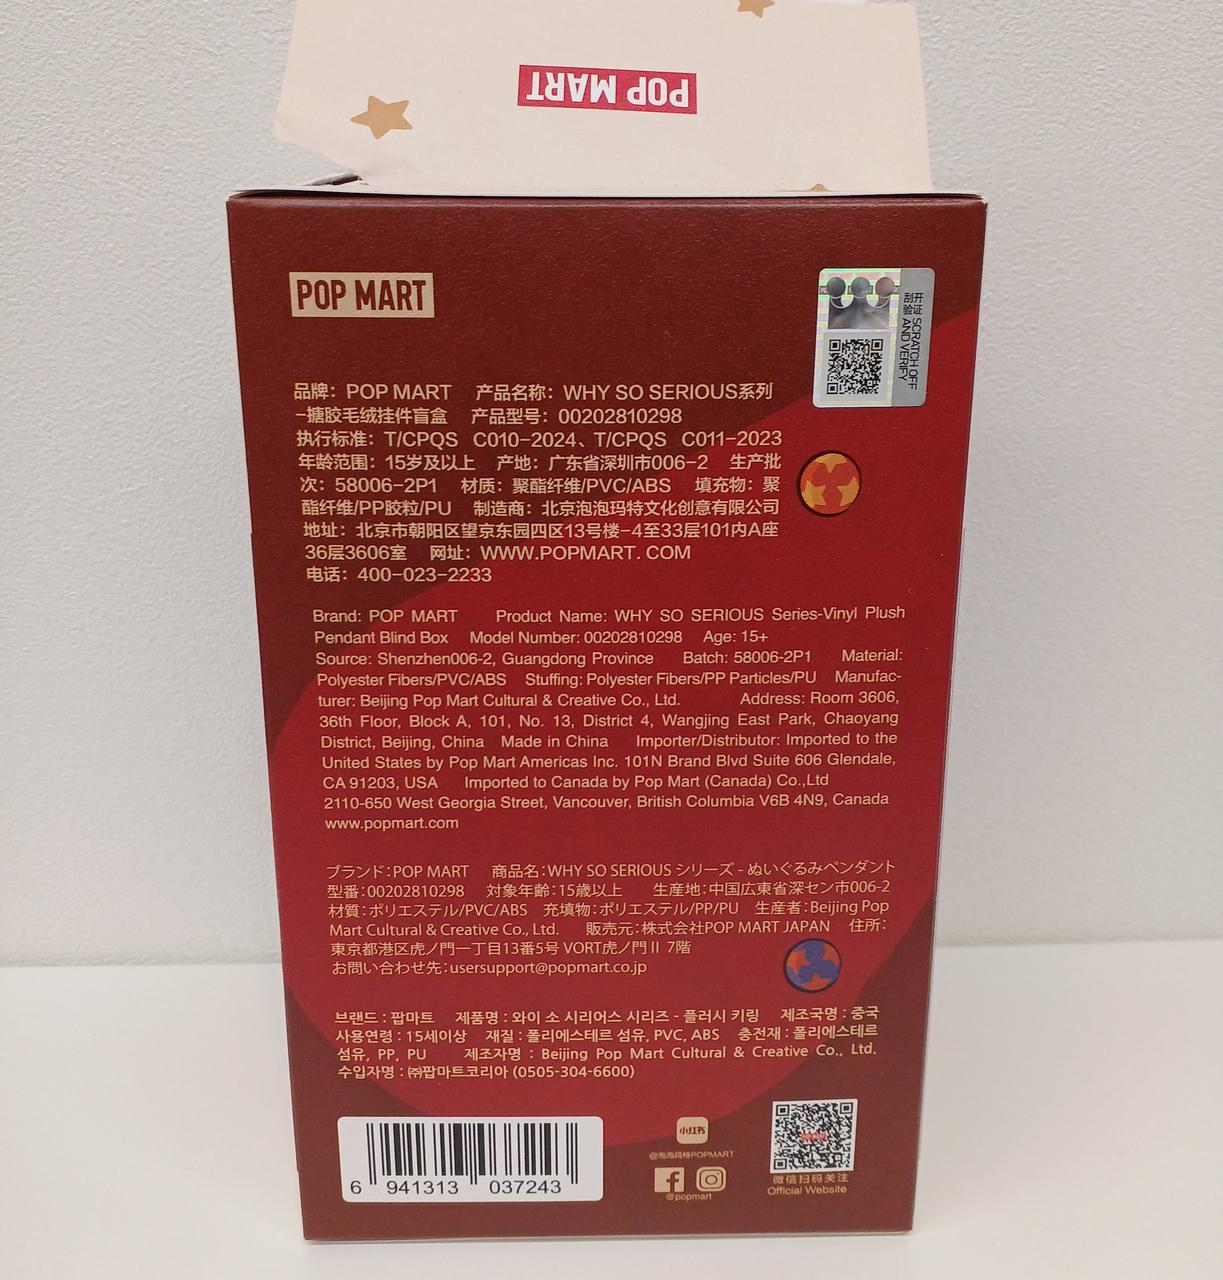 POP MART
POP MART
开过
刮验
SCRATCH OFF
AND VERIFY
品牌：POP MART 产品名称：WHY SO SERIOUS系列
-搪胶毛绒挂件盲盒 产品型号：00202810298
执行标准：T/CPQS C010-2024、T/CPQS C011-2023
年龄范围：15岁及以上 产地：广东省深圳市006-2 生产批
次：58006-2P1 材质：聚酯纤维/PVC/ABS 填充物：聚
酯纤维/PP胶粒/PU 制造商：北京泡泡玛特文化创意有限公司
地址：北京市朝阳区望京东园四区13号楼-4至33层101内A座
36层3606室 网址：WWW.POPMART. COM
电话：400-023-2233
Brand: POP MART Product Name: WHY SO SERIOUS Series-Vinyl Plush
Pendant Blind Box Model Number: 00202810298 Age: 15+
Source: Shenzhen006-2, Guangdong Province Batch: 58006-2P1 Material:
Polyester Fibers/PVC/ABS Stuffing: Polyester Fibers/PP Particles/PU Manufac-
turer: Beijing Pop Mart Cultural & Creative Co., Ltd. Address: Room 3606,
36th Floor, Block A, 101, No. 13, District 4, Wangjing East Park, Chaoyang
District, Beijing, China Made in China Importer/Distributor: Imported to the
United States by Pop Mart Americas Inc. 101N Brand Blvd Suite 606 Glendale,
CA 91203, USA Imported to Canada by Pop Mart (Canada) Co.,Ltd
2110-650 West Georgia Street, Vancouver, British Columbia V6B 4N9, Canada
www.popmart.com
ブランド：POP MART 商品名：WHY SO SERIOUS シリーズ - ぬいぐるみペンダント
型番：00202810298 対象年齢：15歳以上 生産地：中国広東省深セン市006-2
材質：ポリエステル/PVC/ABS 充填物：ポリエステル/PP/PU 生産者：Beijing Pop
Mart Cultural & Creative Co., Ltd. 販売元：株式会社POP MART JAPAN 住所：
東京都港区虎ノ門一丁目13番5号 VORT虎ノ門Ⅱ 7階
お問い合わせ先：usersupport@popmart.co.jp
브랜드 : 팝마트 제품명 : 와이 소 시리어스 시리즈 - 플러시 키링 제조국명 : 중국
사용연령 : 15세이상 재질 : 폴리에스테르 섬유, PVC, ABS 충전재 : 폴리에스테르
섬유, PP, PU 제조자명 : Beijing Pop Mart Cultural & Creative Co., Ltd.
수입자명 : ㈜팝마트코리아 (0505-304-6600)
6 941313 037243
小红书
@泡泡玛特POPMART
@popmart
微信扫码关注
Official Website